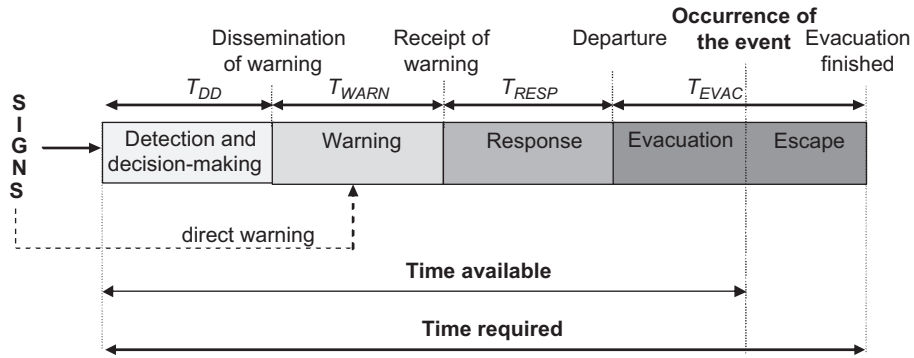 Occurrence of
the event
Dissemination
of warning
Receipt of
warning
Departure
Evacuation
finished
T_DD
T_WARN
T_RESP
T_EVAC
S
I
G
N
S
Detection and
decision-making
Warning
Response
Evacuation
Escape
direct warning
Time available
Time required